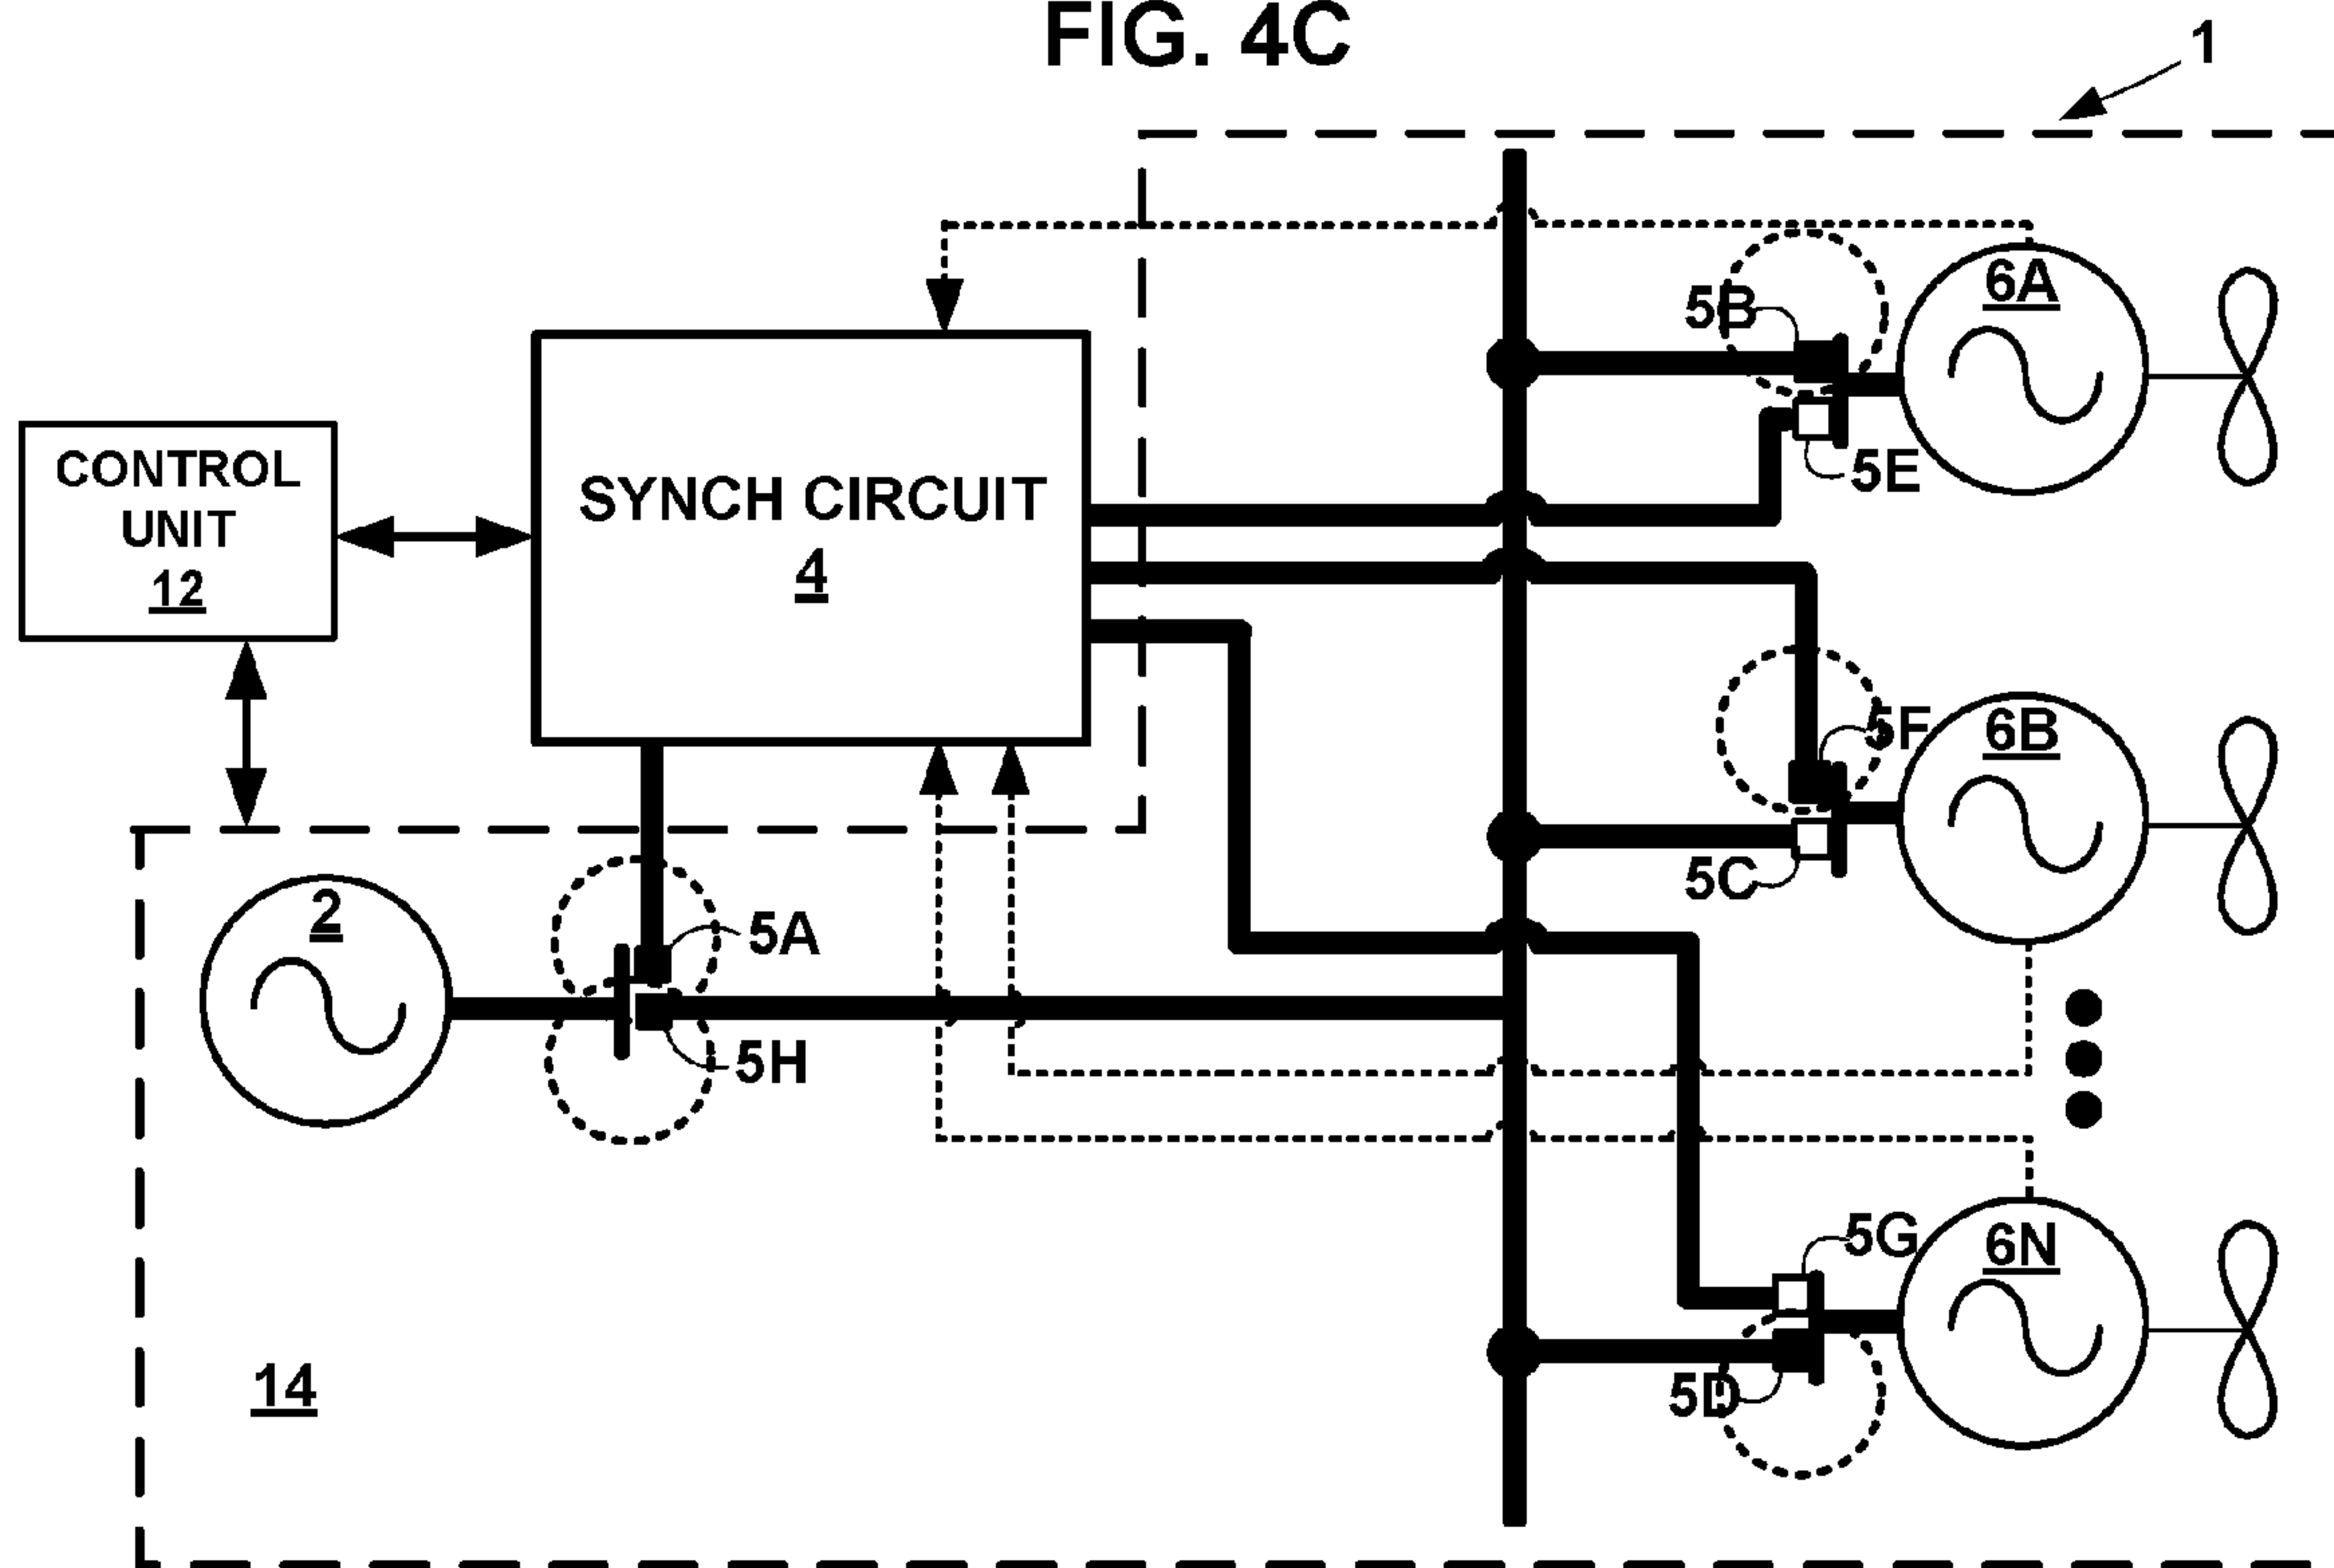 FIG. 4C
1
6A
5B
5E
CONTROL
UNIT
12
SYNCH CIRCUIT
4
5F
6B
5C
2
5A
5H
5G
6N
5D
14